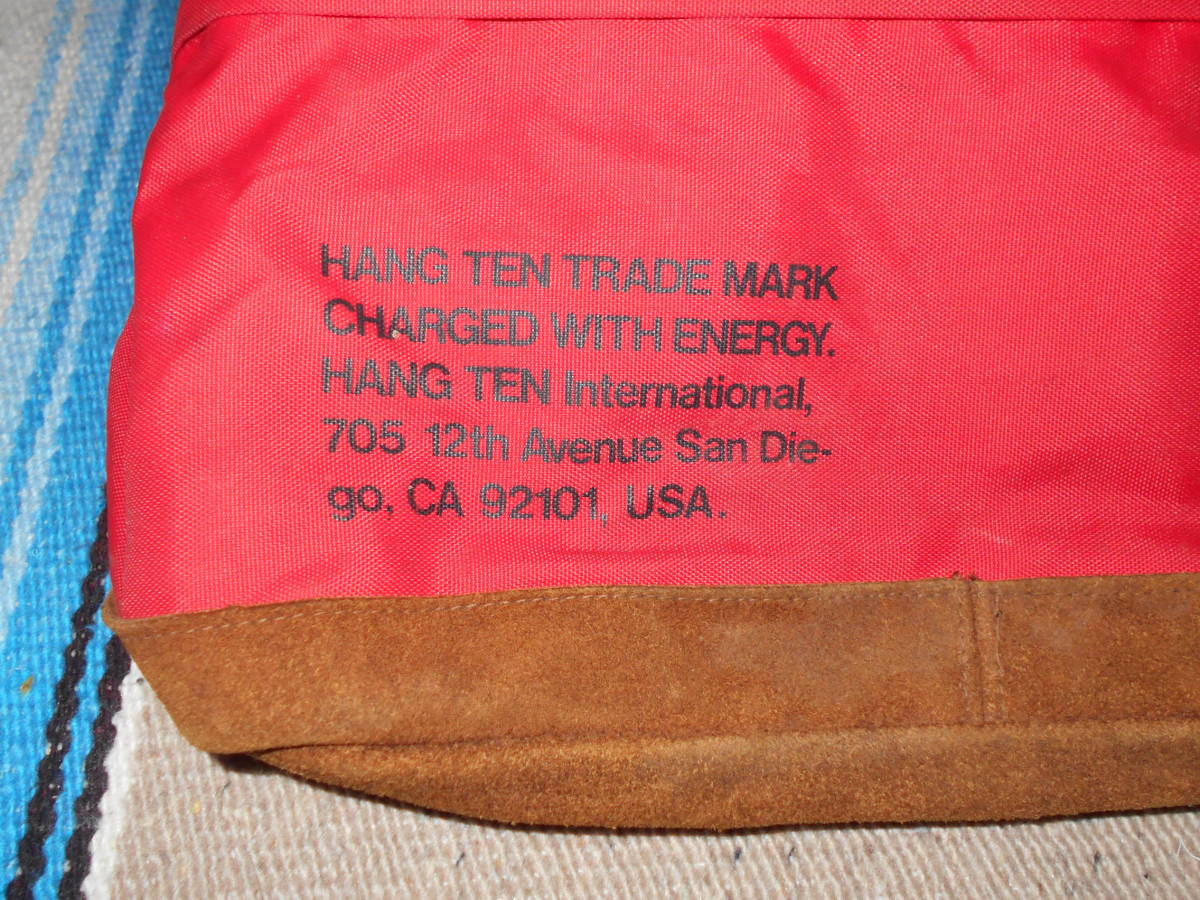 HANG TEN TRADE MARK
CHARGED WITH ENERGY.
HANG TEN International,
705 12th Avenue San Die-
go, CA 92101, USA.